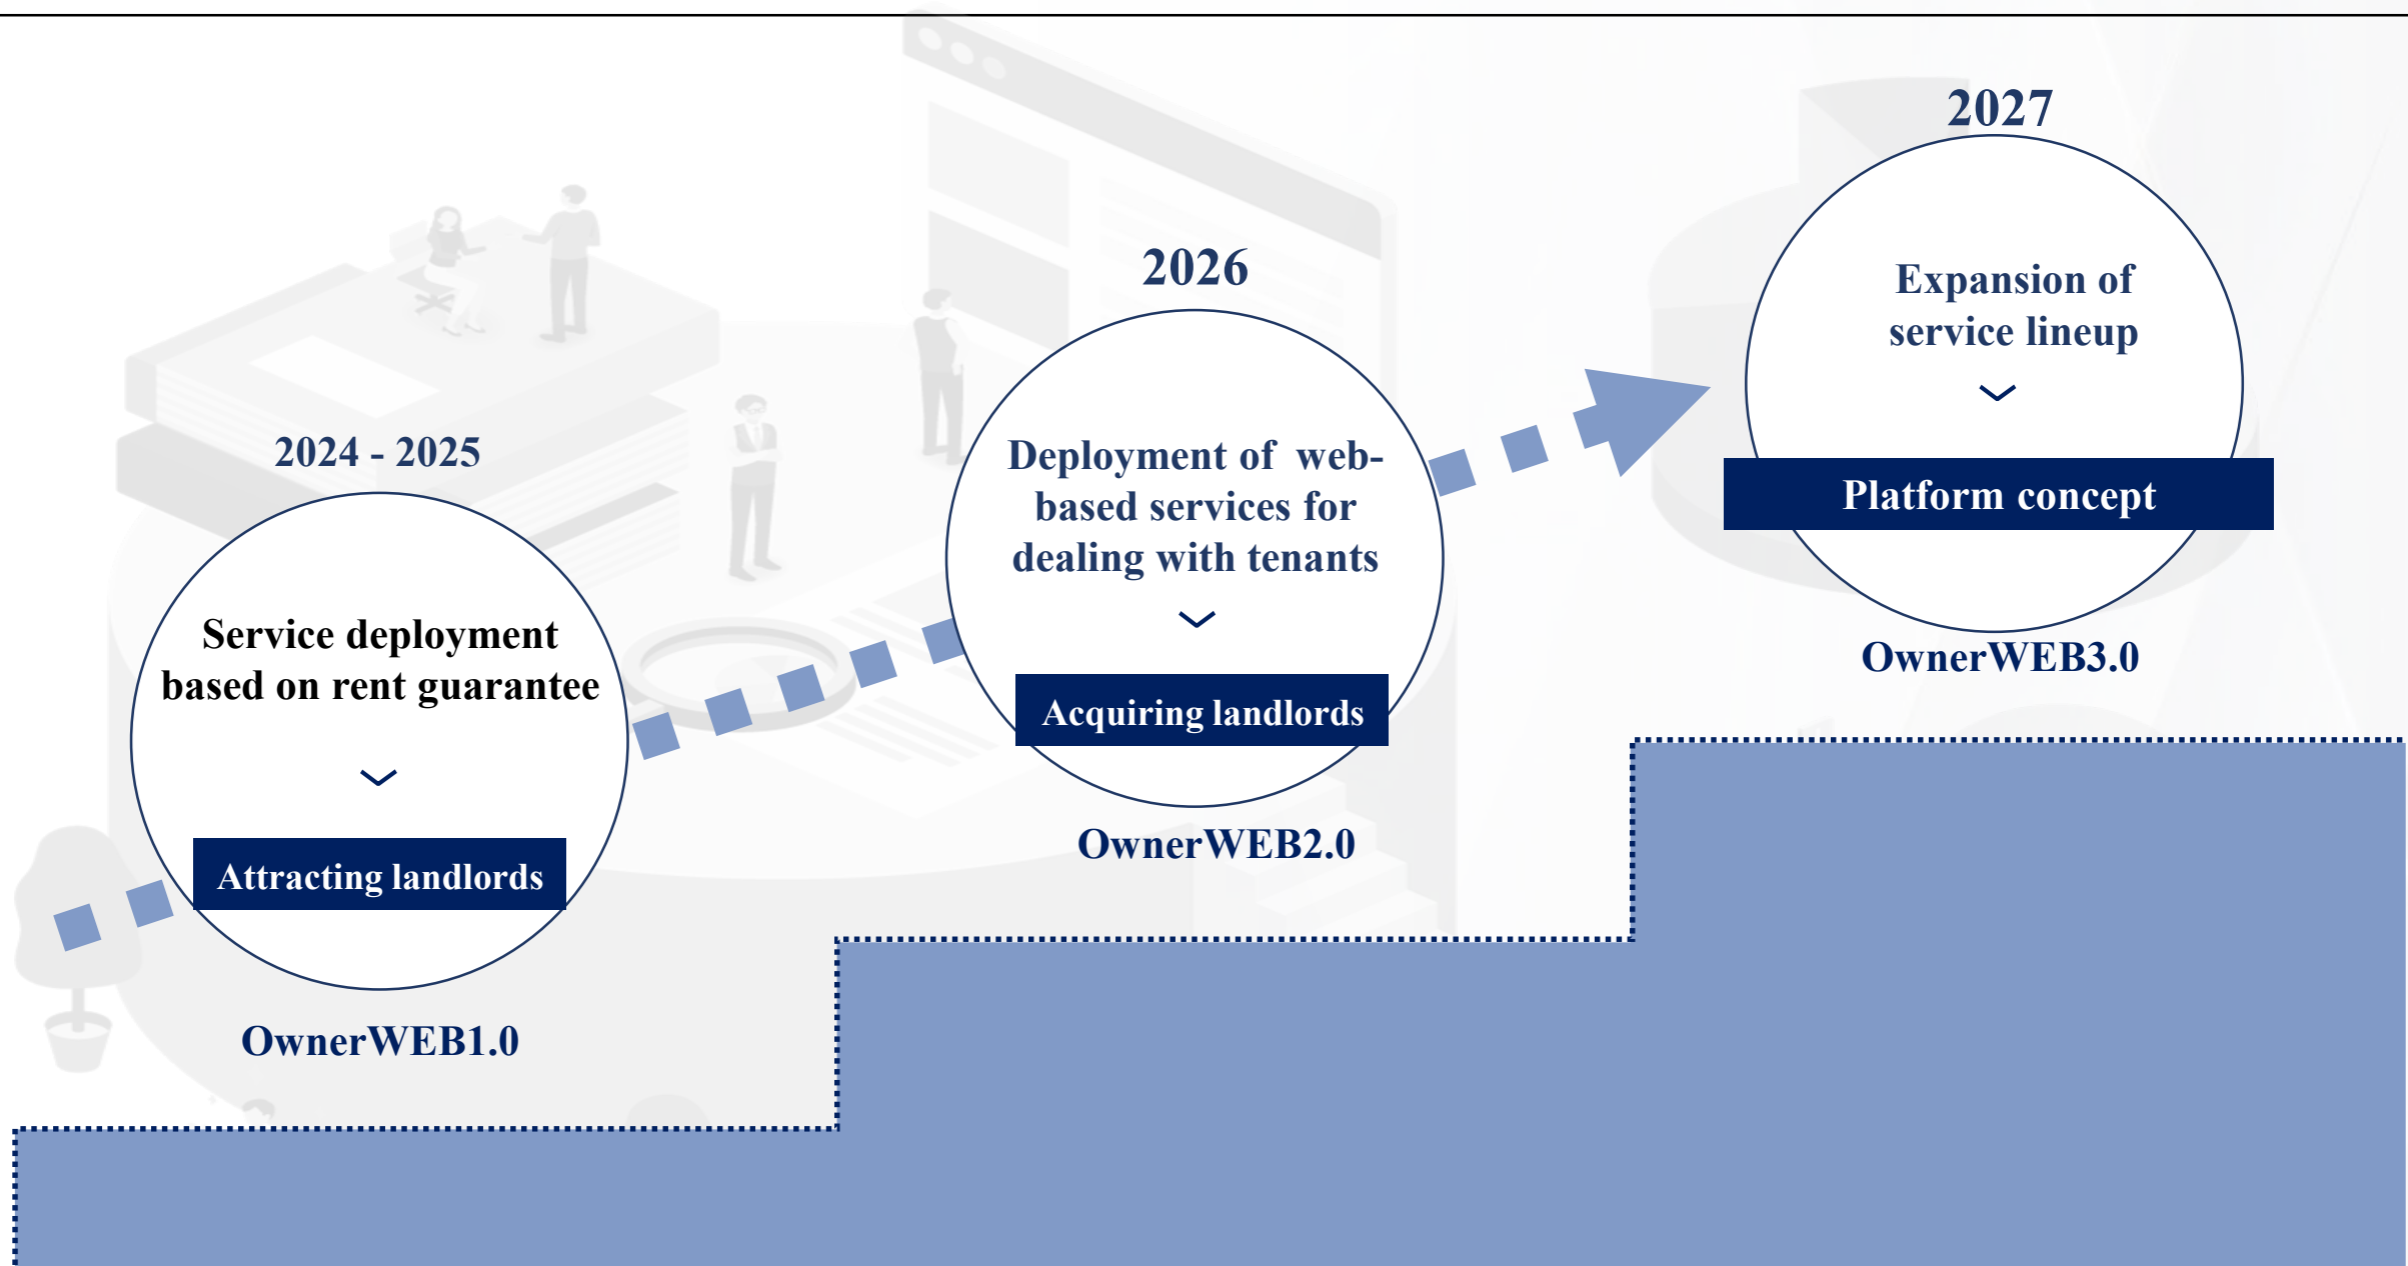 2024 - 2025
Service deployment
based on rent guarantee
Attracting landlords
OwnerWEB1.0
2026
Deployment of  web-
based services for
dealing with tenants
Acquiring landlords
OwnerWEB2.0
2027
Expansion of
service lineup
Platform concept
OwnerWEB3.0